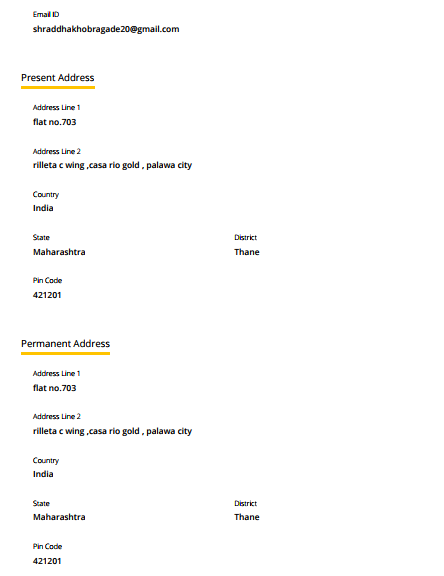 Email ID
shraddhakhobragade20@gmail.com
Present Address
Address Line 1
flat no.703
Address Line 2
rilleta c wing ,casa rio gold , palawa city
Country
India
State District
Maharashtra Thane
Pin Code
421201
Permanent Address
Address Line 1
flat no.703
Address Line 2
rilleta c wing ,casa rio gold , palawa city
Country
India
State District
Maharashtra Thane
Pin Code
421201